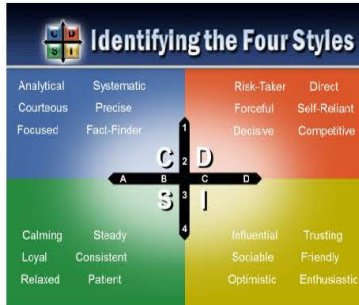 C D
S I
Identifying the Four Styles
Analytical Systematic
Courteous Precise
Focused Fact-Finder
Risk-Taker Direct
Forceful Self-Reliant
Decisive Competitive
1
2
C D
A B C D
S I
3
4
Calming Steady
Loyal Consistent
Relaxed Patient
Influential Trusting
Sociable Friendly
Optimistic Enthusiastic